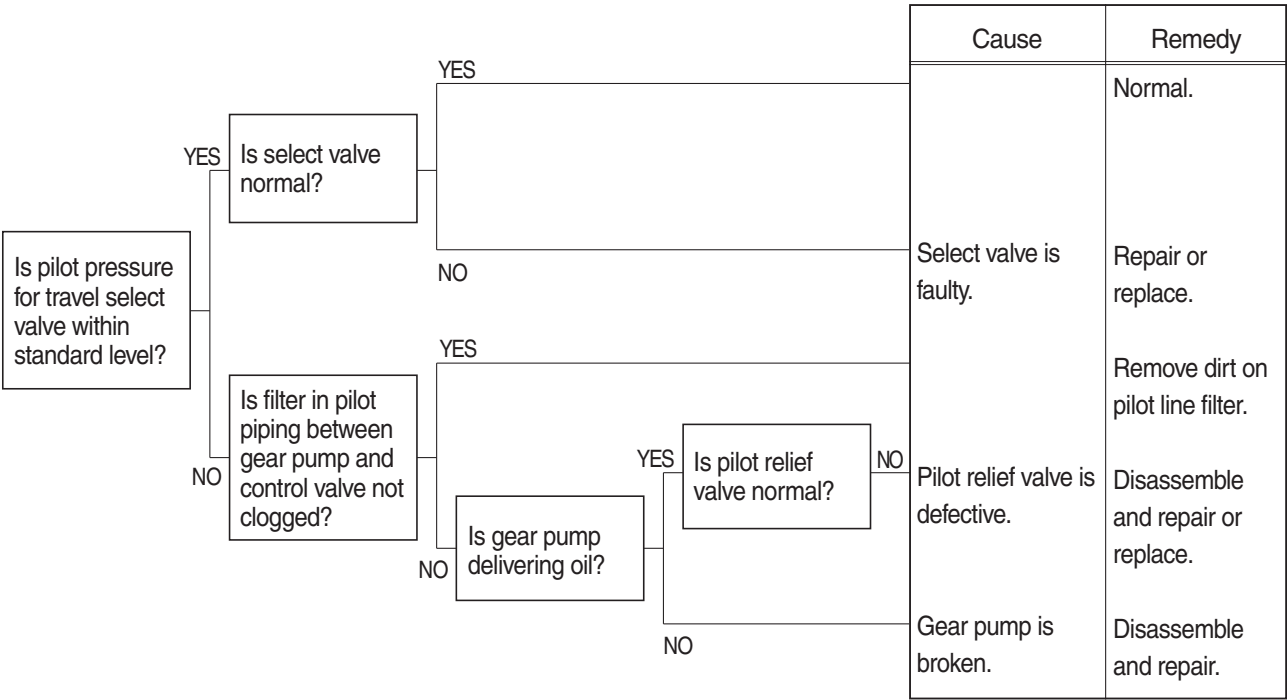 Cause
Remedy
YES
Normal.
YES
Is select valve
normal?
NO
Select valve is
faulty.
Repair or
replace.
Is pilot pressure
for travel select
valve within
standard level?
YES
Remove dirt on
pilot line filter.
NO
Is filter in pilot
piping between
gear pump and
control valve not
clogged?
NO
Is gear pump
delivering oil?
YES
Is pilot relief
valve normal?
NO
Pilot relief valve is
defective.
Disassemble
and repair or
replace.
NO
Gear pump is
broken.
Disassemble
and repair.